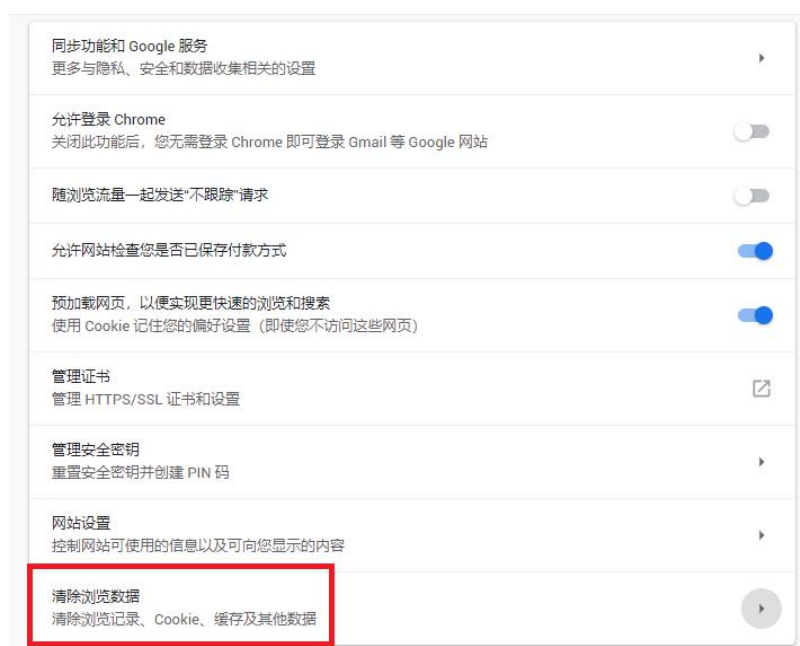 同步功能和 Google 服务
更多与隐私、安全和数据收集相关的设置
允许登录 Chrome
关闭此功能后，您无需登录 Chrome 即可登录 Gmail 等 Google 网站
随浏览流量一起发送“不跟踪”请求
允许网站检查您是否已保存付款方式
预加载网页，以便实现更快速的浏览和搜索
使用 Cookie 记住您的偏好设置（即使您不访问这些网页）
管理证书
管理 HTTPS/SSL 证书和设置
管理安全密钥
重置安全密钥并创建 PIN 码
网站设置
控制网站可使用的信息以及可向您显示的内容
清除浏览数据
清除浏览记录、Cookie、缓存及其他数据